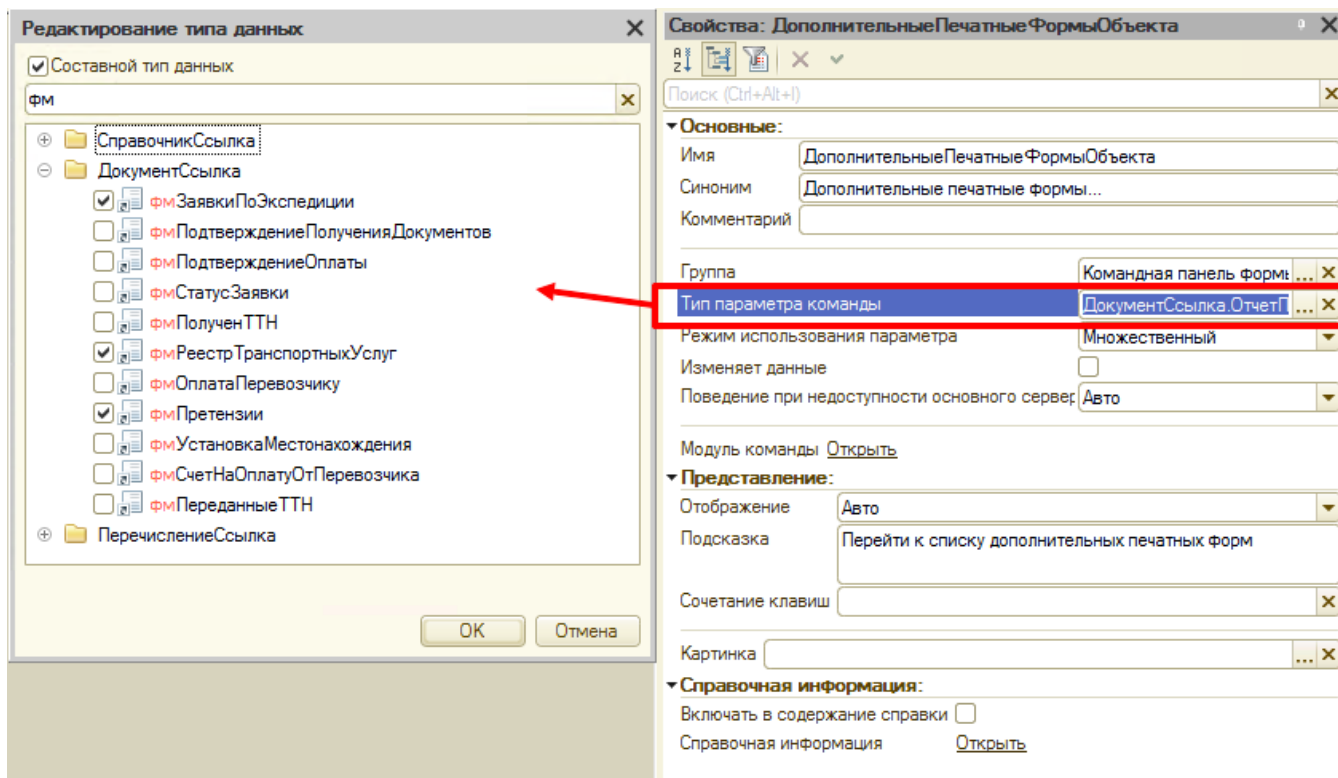 Редактирование типа данных
Составной тип данных
фм
СправочникСсылка
ДокументСсылка
фмЗаявкиПоЭкспедиции
фмПодтверждениеПолученияДокументов
фмПодтверждениеОплаты
фмСтатусЗаявки
фмПолученТТН
фмРеестрТранспортныхУслуг
фмОплатаПеревозчику
фмПретензии
фмУстановкаМестонахождения
фмСчетНаОплатуОтПеревозчика
фмПереданныеТТН
ПеречислениеСсылка
OK
Отмена
Свойства: ДополнительныеПечатныеФормыОбъекта
Поиск (Ctrl+Alt+I)
Основные:
Имя ДополнительныеПечатныеФормыОбъекта
Синоним Дополнительные печатные формы...
Комментарий
Группа Командная панель формы ...
Тип параметра команды ДокументСсылка.ОтчетП ...
Режим использования параметра Множественный
Изменяет данные
Поведение при недоступности основного сервер Авто
Модуль команды Открыть
Представление:
Отображение Авто
Подсказка Перейти к списку дополнительных печатных форм
Сочетание клавиш
Картинка ...
Справочная информация:
Включать в содержание справки
Справочная информация Открыть